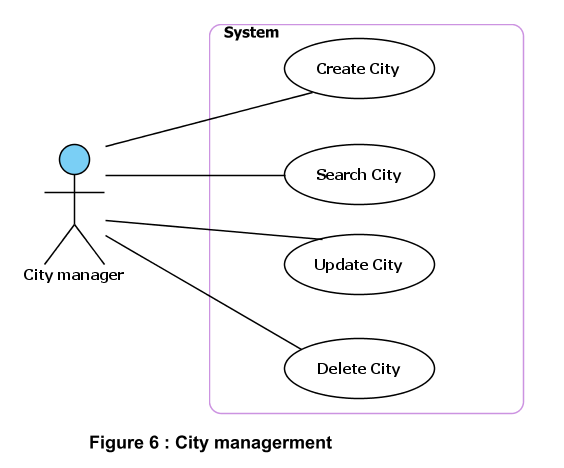 System
Create City
Search City
Update City
City manager
Delete City
Figure 6 : City managerment